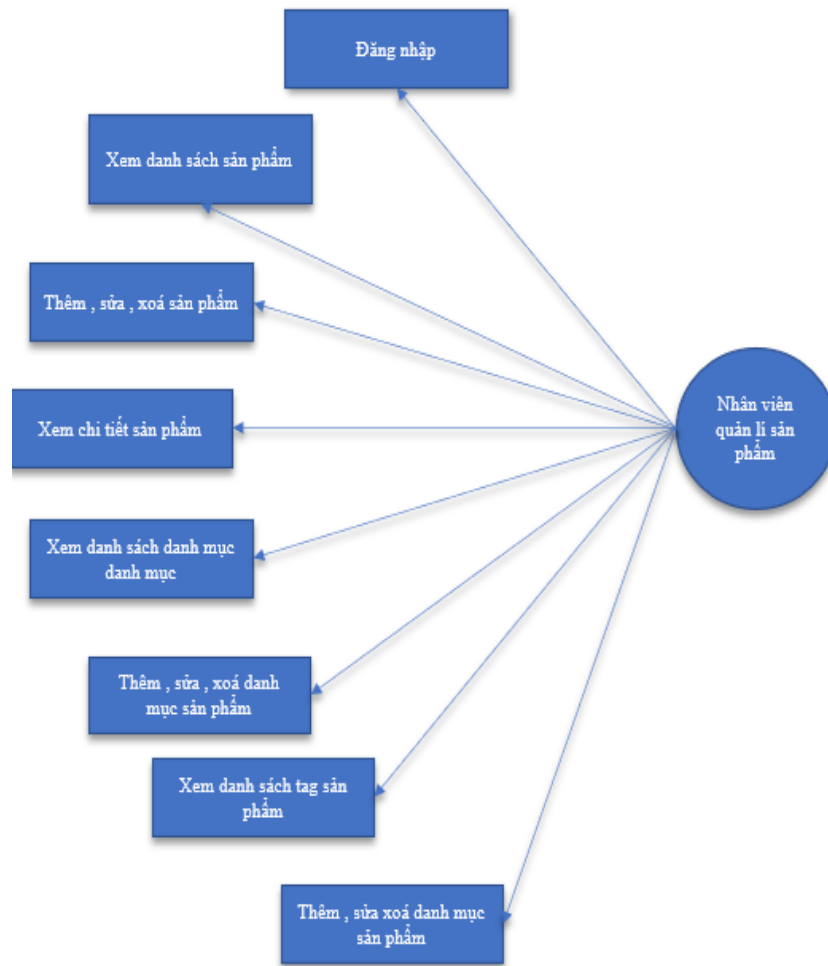 Đăng nhập
Xem danh sách sản phẩm
Thêm , sửa , xoá sản phẩm
Nhân viên
quản lí sản
phẩm
Xem chi tiết sản phẩm
Xem danh sách danh mục
danh mục
Thêm , sửa , xoá danh
mục sản phẩm
Xem danh sách tag sản
phẩm
Thêm , sửa xoá danh mục
sản phẩm